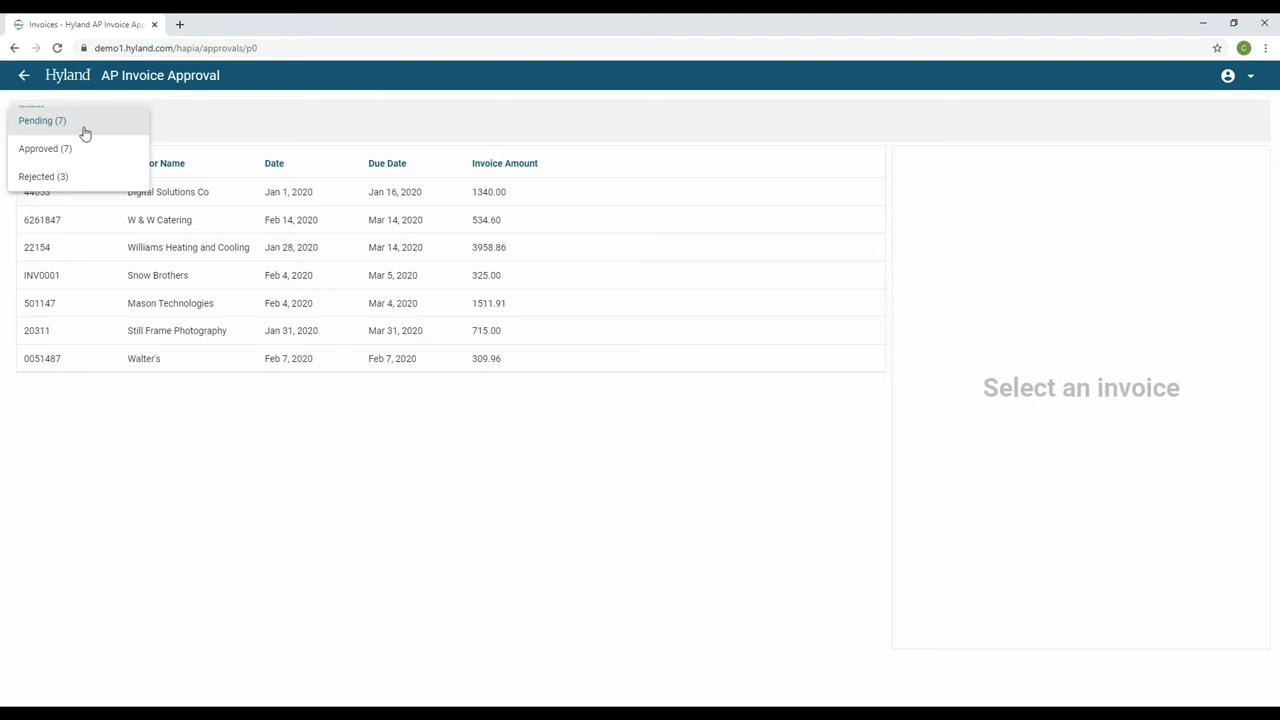 Invoices - Hyland AP Invoice App
demo1.hyland.com/hapia/approvals/p0
C
Hyland AP Invoice Approval
Invoices
Pending (7)
Approved (7)
Rejected (3)
or Name Date Due Date Invoice Amount
44053 Digital Solutions Co Jan 1, 2020 Jan 16, 2020 1340.00
6261847 W & W Catering Feb 14, 2020 Mar 14, 2020 534.60
22154 Williams Heating and Cooling Jan 28, 2020 Mar 14, 2020 3958.86
INV0001 Snow Brothers Feb 4, 2020 Mar 5, 2020 325.00
501147 Mason Technologies Feb 4, 2020 Mar 4, 2020 1511.91
20311 Still Frame Photography Jan 31, 2020 Mar 31, 2020 715.00
0051487 Walter's Feb 7, 2020 Feb 7, 2020 309.96
Select an invoice